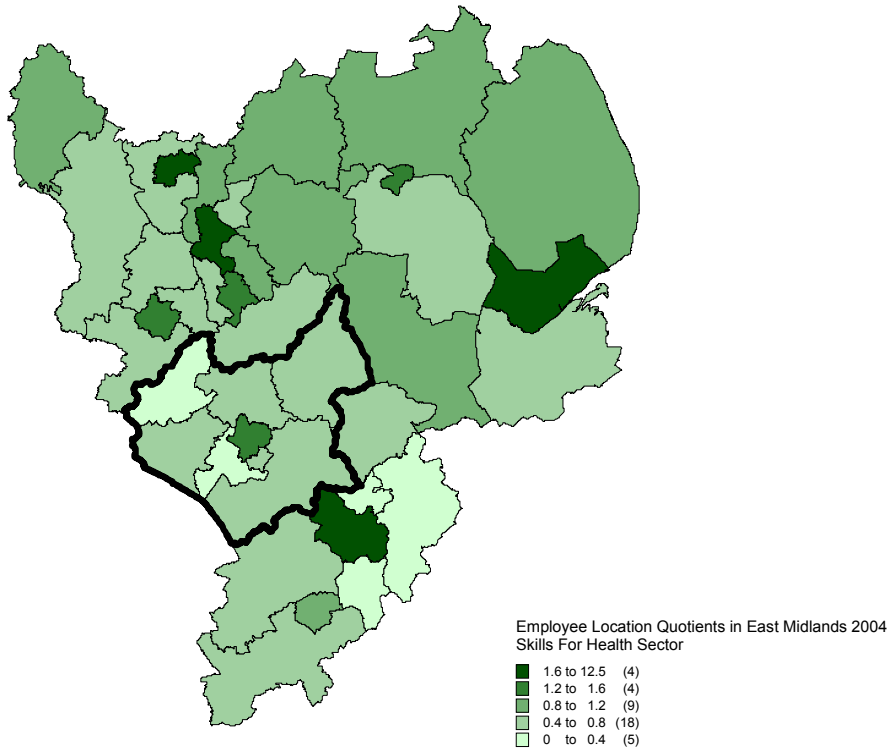 Employee Location Quotients in East Midlands 2004
Skills For Health Sector
1.6 to 12.5 (4)
1.2 to 1.6 (4)
0.8 to 1.2 (9)
0.4 to 0.8 (18)
0 to 0.4 (5)